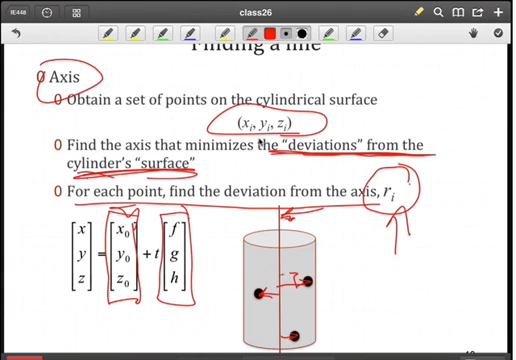 IE448
class26
Finding a line
Axis
Obtain a set of points on the cylindrical surface
(xi, yi, zi)
Find the axis that minimizes the “deviations” from the
cylinder’s “surface”
For each point, find the deviation from the axis, ri
[x y z] = [x0 y0 z0] + t [f g h]